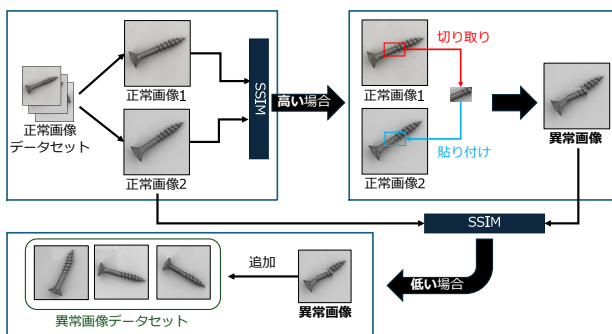 正常画像
データセット
正常画像1
正常画像2
SSIM
高い場合
正常画像1
切り取り
貼り付け
正常画像2
異常画像
SSIM
低い場合
異常画像
追加
異常画像データセット